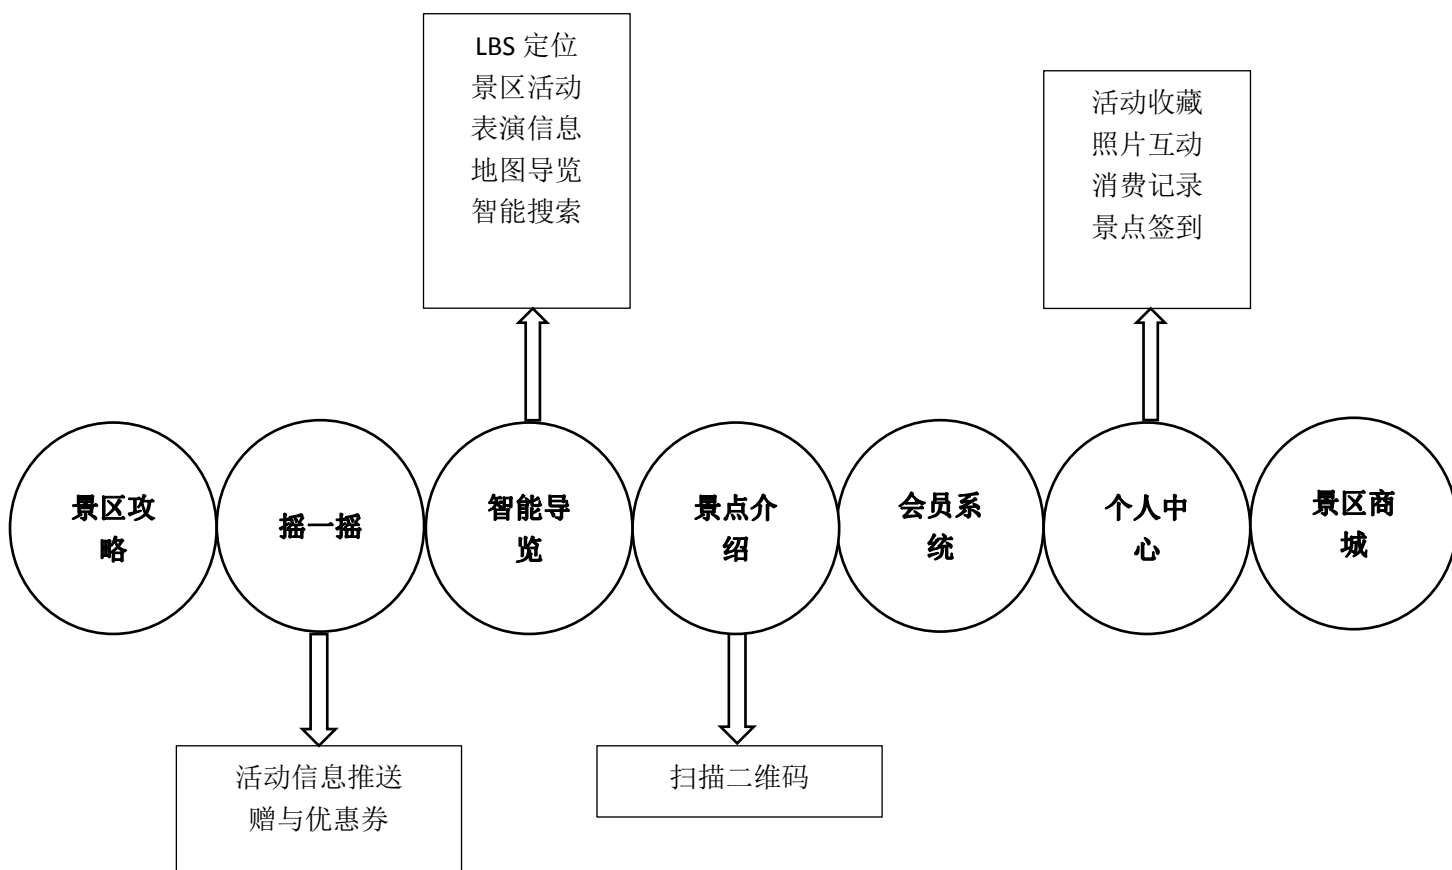 LBS 定位
景区活动
表演信息
地图导览
智能搜索
活动收藏
照片互动
消费记录
景点签到
景区攻
略
摇一摇
智能导
览
景点介
绍
会员系
统
个人中
心
景区商
城
活动信息推送
赠与优惠券
扫描二维码